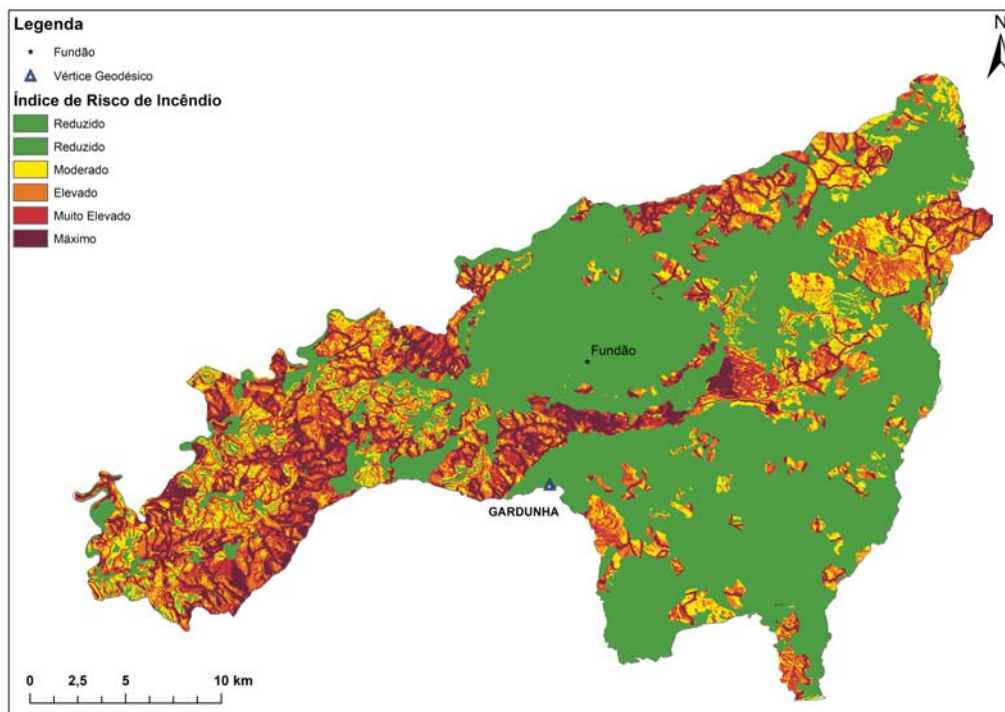 Legenda
Fundão
Vértice Geodésico
Índice de Risco de Incêndio
Reduzido
Reduzido
Moderado
Elevado
Muito Elevado
Máximo
N
Fundão
GARDUNHA
0 2,5 5 10 km